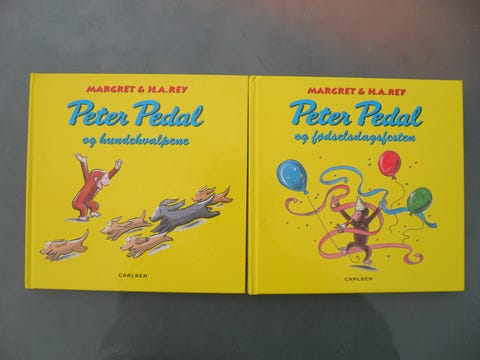 MARGRET & H.A.REY
Peter Pedal
og hundehvalpene
CARLSEN
MARGRET & H.A.REY
Peter Pedal
og fødselsdagsfesten
CARLSEN